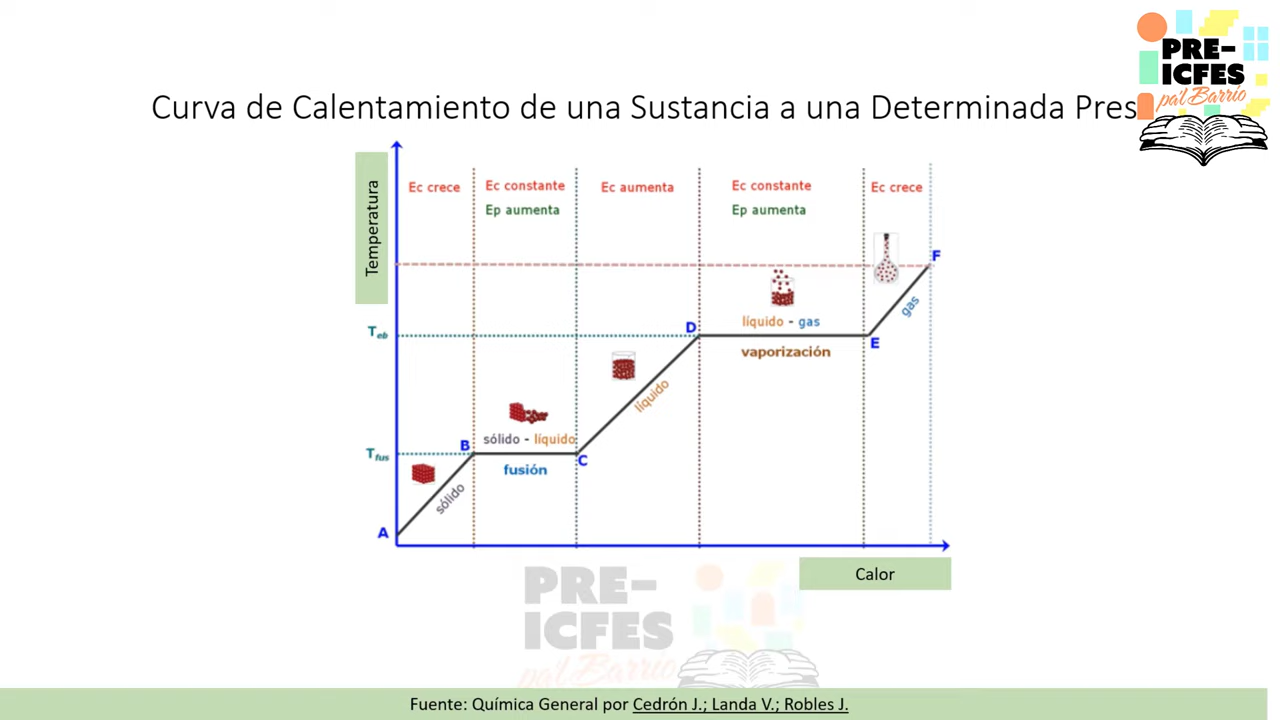 PRE-
ICFES
pa'l Barrio
Curva de Calentamiento de una Sustancia a una Determinada Pres
Temperatura
Ec crece
Ec constante
Ep aumenta
Ec aumenta
Ec constante
Ep aumenta
Ec crece
F
gas
líquido - gas
T eb
D
E
vaporización
líquido
sólido - líquido
B
T fus
C
fusión
sólido
A
Calor
PRE-
ICFES
pa'l Barrio
Fuente: Química General por Cedrón J.; Landa V.; Robles J.